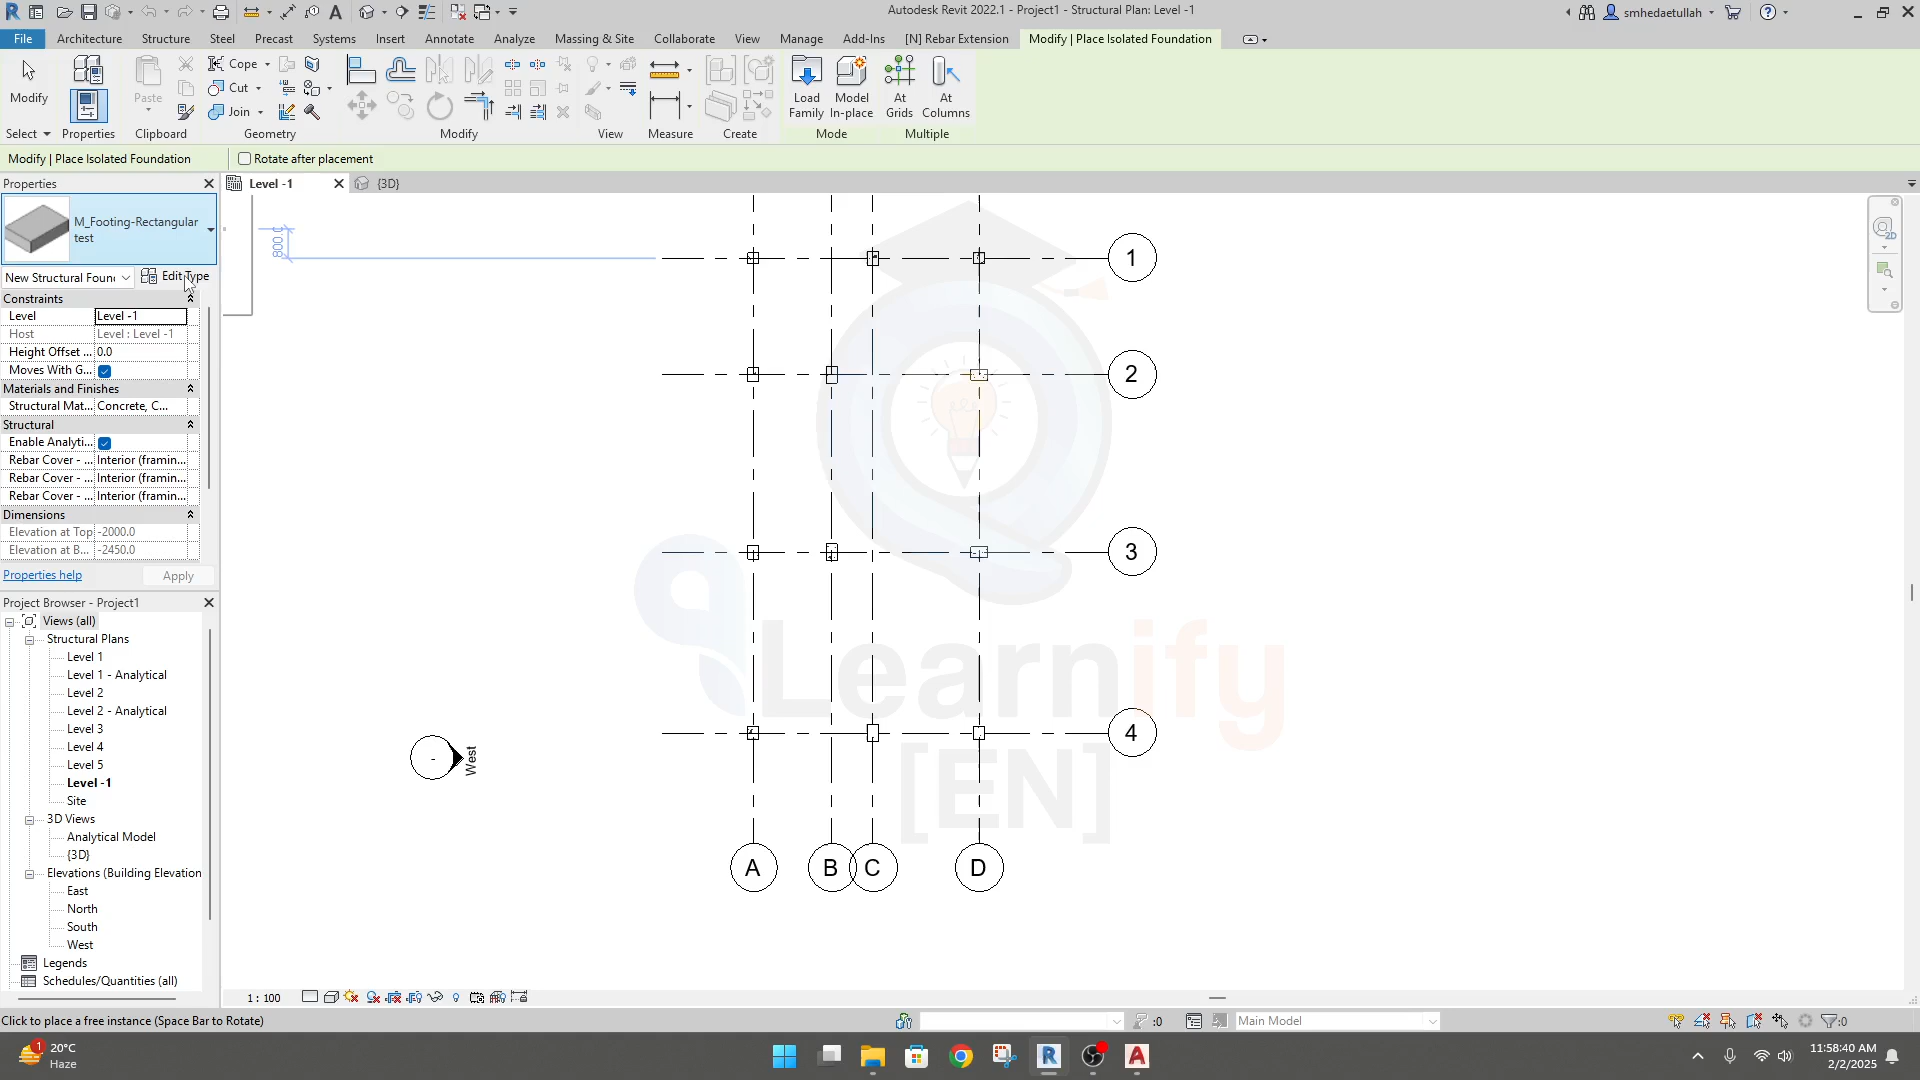 Autodesk Revit 2022.1 - Project1 - Structural Plan: Level -1
smhedaetullah
File Architecture Structure Steel Precast Systems Insert Annotate Analyze Massing & Site Collaborate View Manage Add-Ins [N] Rebar Extension Modify | Place Isolated Foundation
Modify
Paste
Cope
Cut
Join
Load Family
Model In-place
At Grids
At Columns
Select Properties Clipboard Geometry Modify View Measure Create Mode Multiple
Modify | Place Isolated Foundation Rotate after placement
Properties
Level -1
{3D}
M_Footing-Rectangular
test
New Structural Foun
Edit Type
Constraints
Level Level -1
Host Level : Level -1
Height Offset ... 0.0
Moves With G...
Materials and Finishes
Structural Mat... Concrete, C...
Structural
Enable Analyti...
Rebar Cover - ... Interior (framin...
Rebar Cover - ... Interior (framin...
Rebar Cover - ... Interior (framin...
Dimensions
Elevation at Top -2000.0
Elevation at B... -2450.0
Properties help
Apply
Project Browser - Project1
Views (all)
Structural Plans
Level 1
Level 1 - Analytical
Level 2
Level 2 - Analytical
Level 3
Level 4
Level 5
Level -1
Site
3D Views
Analytical Model
{3D}
Elevations (Building Elevation
East
North
South
West
Legends
Schedules/Quantities (all)
800.0
1
2
3
4
A
B
C
D
-
West
Learnify
[EN]
2D
1 : 100
Click to place a free instance (Space Bar to Rotate)
:0
Main Model
:0
1
20°C
Haze
11:58:40 AM
2/2/2025